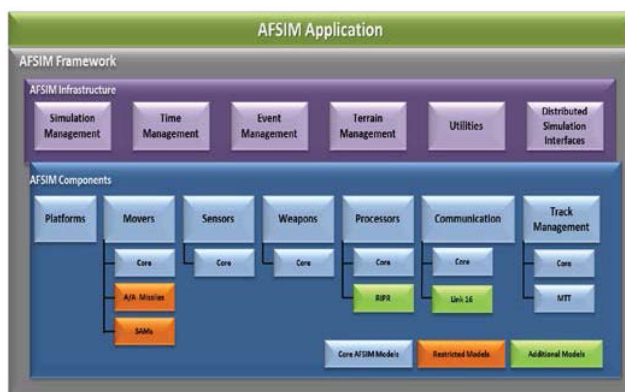 AFSIM Application
AFSIM Framework
AFSIM Infrastructure
Simulation
Management
Time
Management
Event
Management
Terrain
Management
Utilities
Distributed
Simulation
Interfaces
AFSIM Components
Platforms
Movers
Sensors
Weapons
Processors
Communication
Track
Management
Core
Core
Core
Core
Core
Core
A/A Missiles
RIPR
Link 16
MTT
SAMs
Core AFSIM Models
Restricted Models
Additional Models